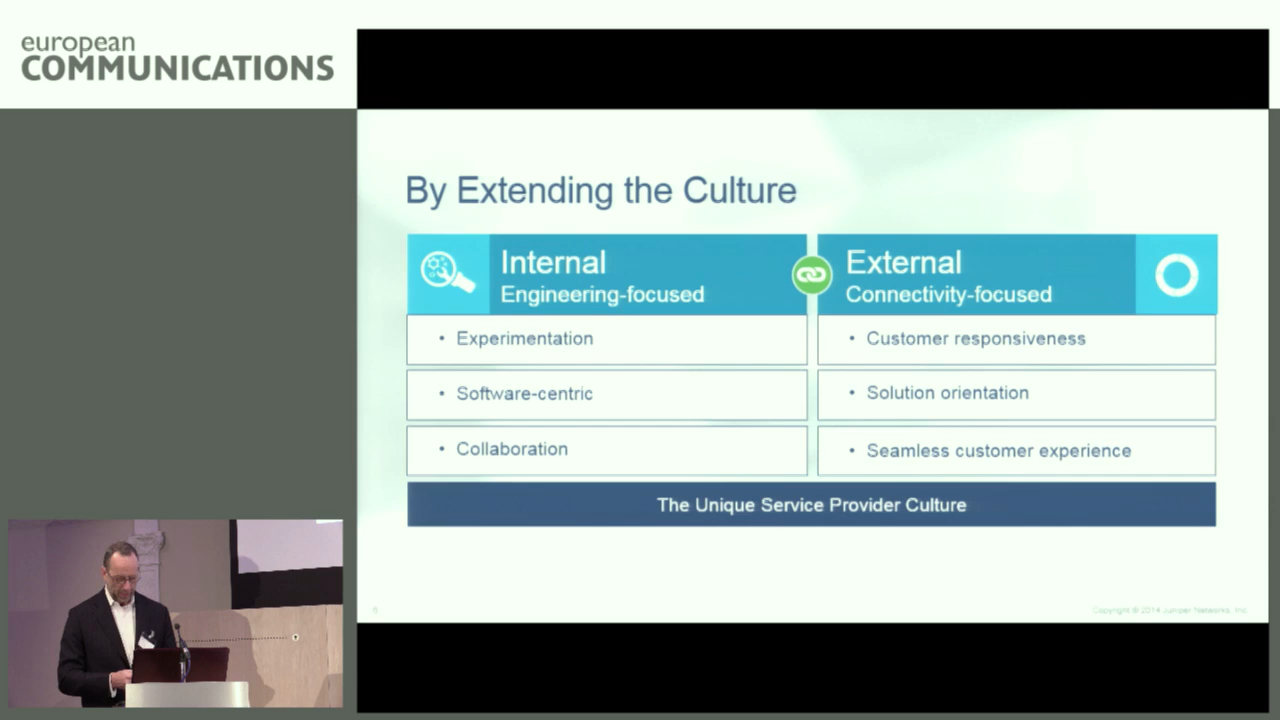 european
COMMUNICATIONS
By Extending the Culture
Internal
Engineering-focused
External
Connectivity-focused
• Experimentation
• Customer responsiveness
• Software-centric
• Solution orientation
• Collaboration
• Seamless customer experience
The Unique Service Provider Culture
6
Copyright © 2014 Juniper Networks, Inc.